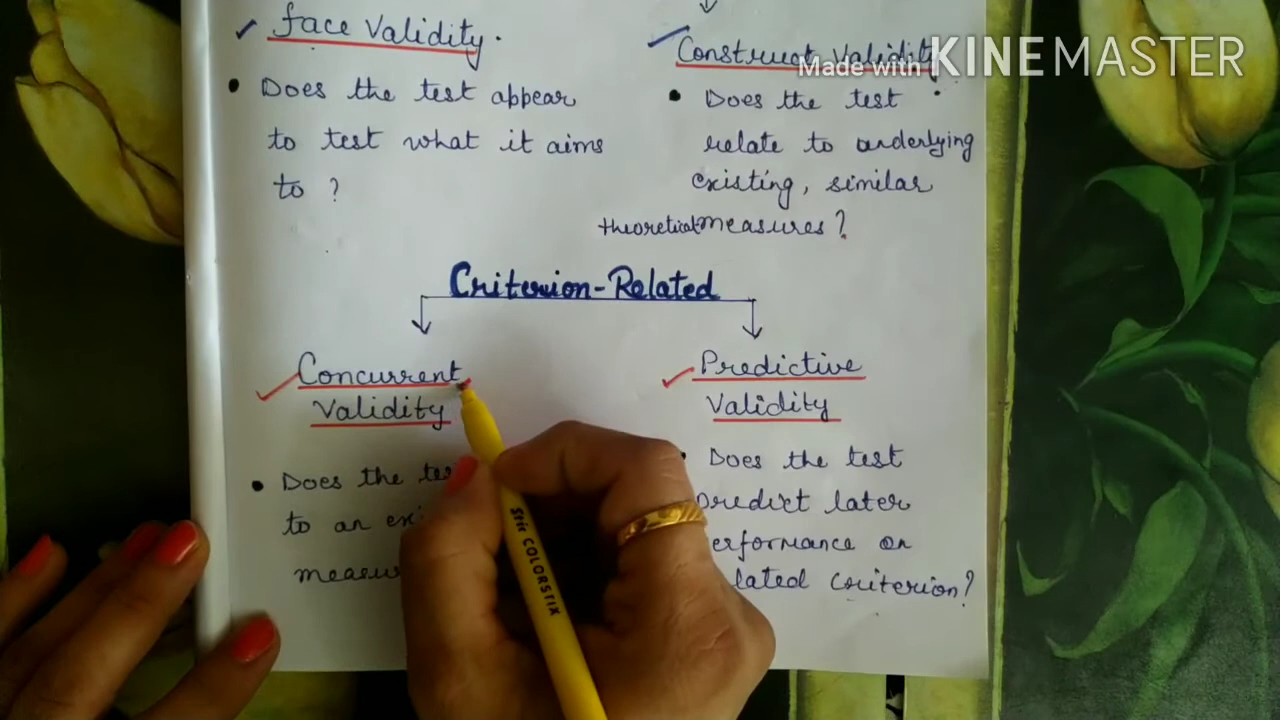 Face Validity.
Does the test appear
to test what it aims
to ?
Construct Validity
Made with KINEMASTER
Does the test
relate to underlying
existing, similar
theoretical measures?
Criterion-Related
Concurrent
Validity
Does the
to an
Predictive
Validity
Does the test
predict later
on
criterion?
Stic COLORSTIX